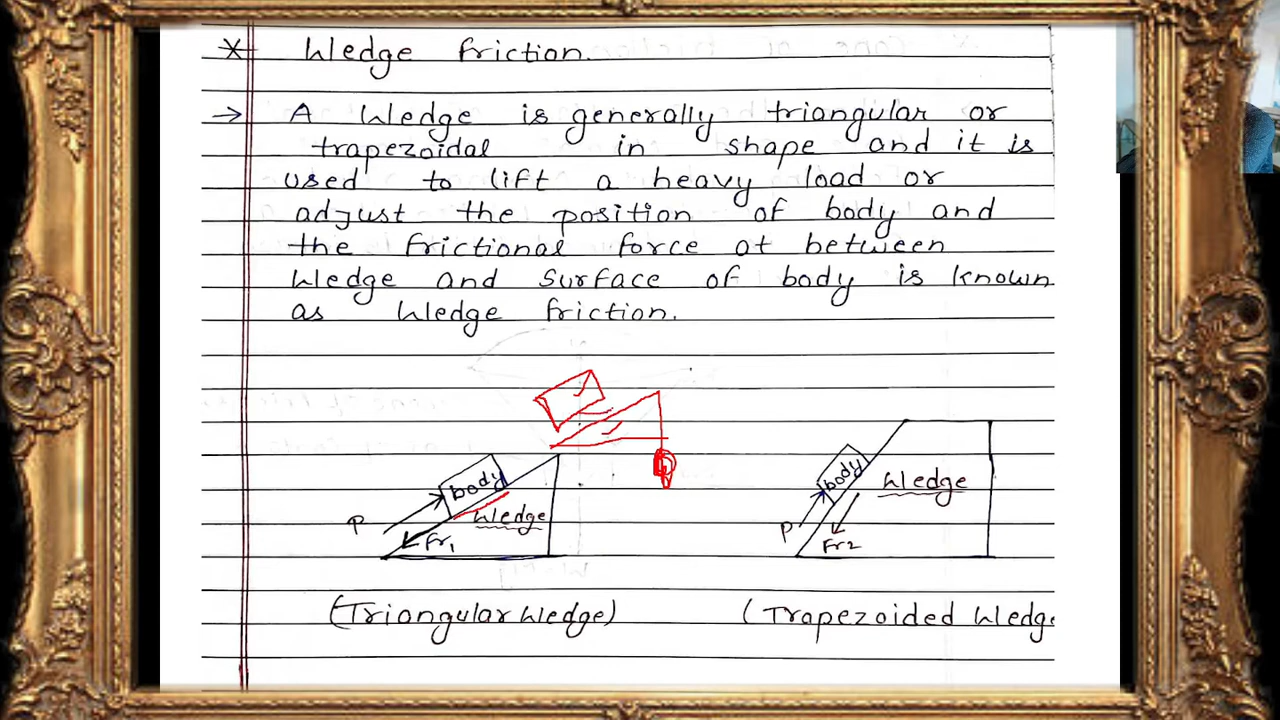 * Wedge friction.
→ A Wedge is generally triangular or
trapezoidal in shape and it is
used to lift a heavy load or
adjust the position of body and
the frictional force at between
Wedge and surface of body is known
as Wedge friction.
body
Wedge
P
Fr1
body
Wedge
P
Fr2
(Triangular Wedge)
(Trapezoided Wedge